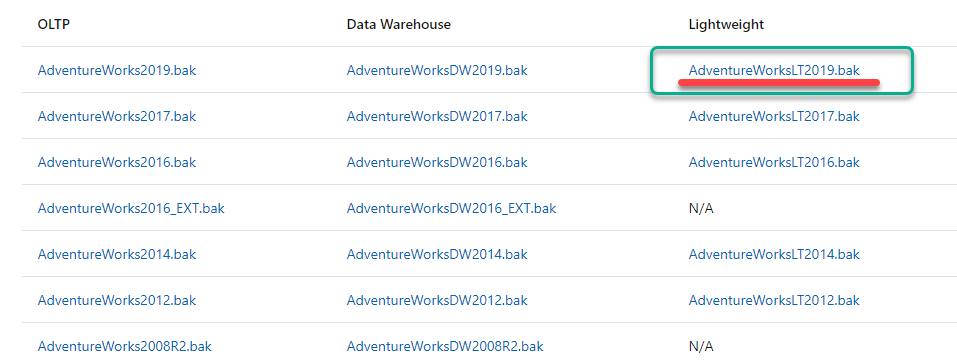 OLTP Data Warehouse Lightweight
AdventureWorks2019.bak AdventureWorksDW2019.bak AdventureWorksLT2019.bak
AdventureWorks2017.bak AdventureWorksDW2017.bak AdventureWorksLT2017.bak
AdventureWorks2016.bak AdventureWorksDW2016.bak AdventureWorksLT2016.bak
AdventureWorks2016_EXT.bak AdventureWorksDW2016_EXT.bak N/A
AdventureWorks2014.bak AdventureWorksDW2014.bak AdventureWorksLT2014.bak
AdventureWorks2012.bak AdventureWorksDW2012.bak AdventureWorksLT2012.bak
AdventureWorks2008R2.bak AdventureWorksDW2008R2.bak N/A